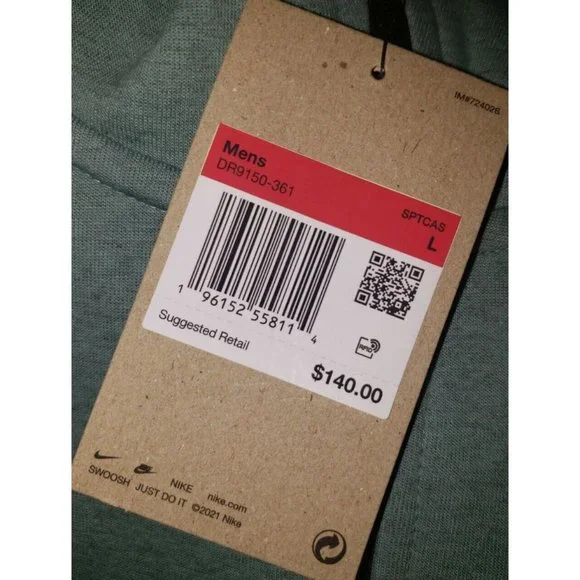 IM#724026
Mens
DR9150-361
SPTCAS
L
1 96152 55811 4
RFID
Suggested Retail
$140.00
NIKE nike.com
SWOOSH JUST DO IT ©2021 Nike